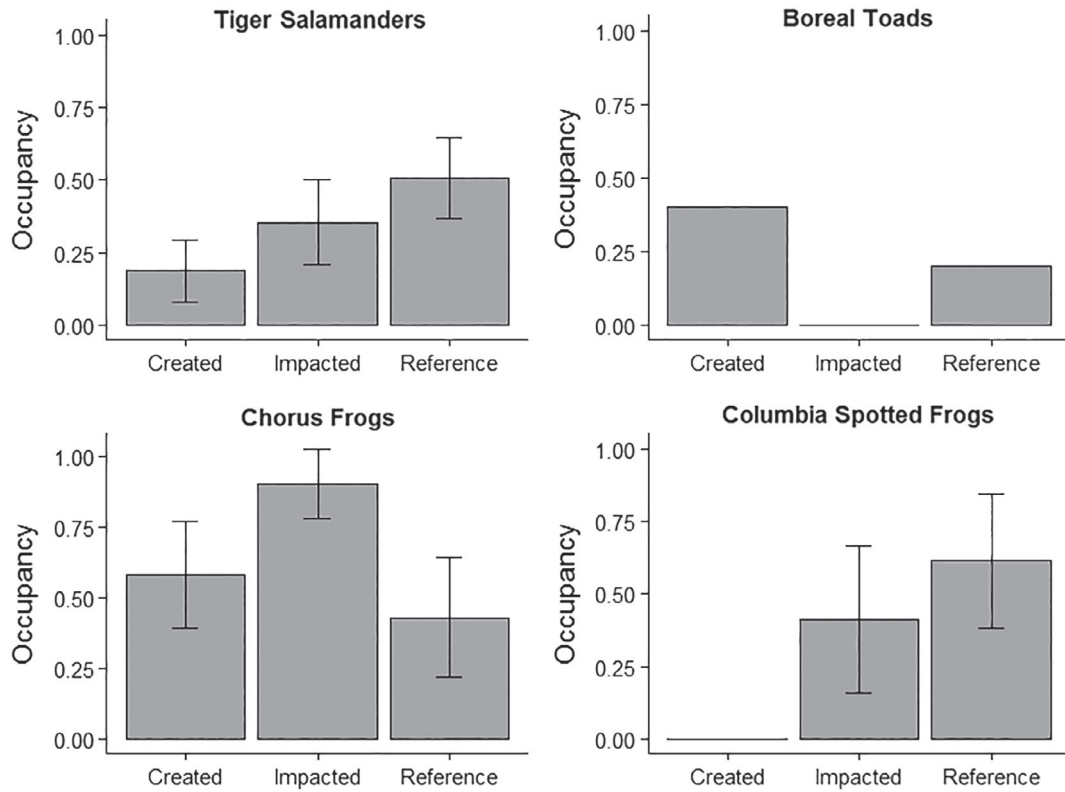 Tiger Salamanders
Occupancy
1.00
0.75
0.50
0.25
0.00
Created Impacted Reference
Boreal Toads
Occupancy
1.00
0.75
0.50
0.25
0.00
Created Impacted Reference
Chorus Frogs
Occupancy
1.00
0.75
0.50
0.25
0.00
Created Impacted Reference
Columbia Spotted Frogs
Occupancy
1.00
0.75
0.50
0.25
0.00
Created Impacted Reference